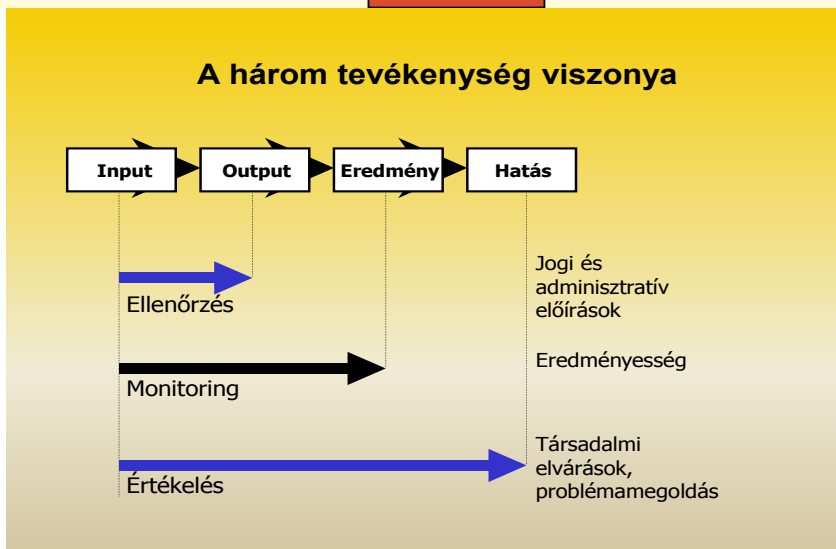 A három tevékenység viszonya
Input
Output
Eredmény
Hatás
Ellenőrzés
Jogi és
adminisztratív
előírások
Monitoring
Eredményesség
Értékelés
Társadalmi
elvárások,
problémamegoldás